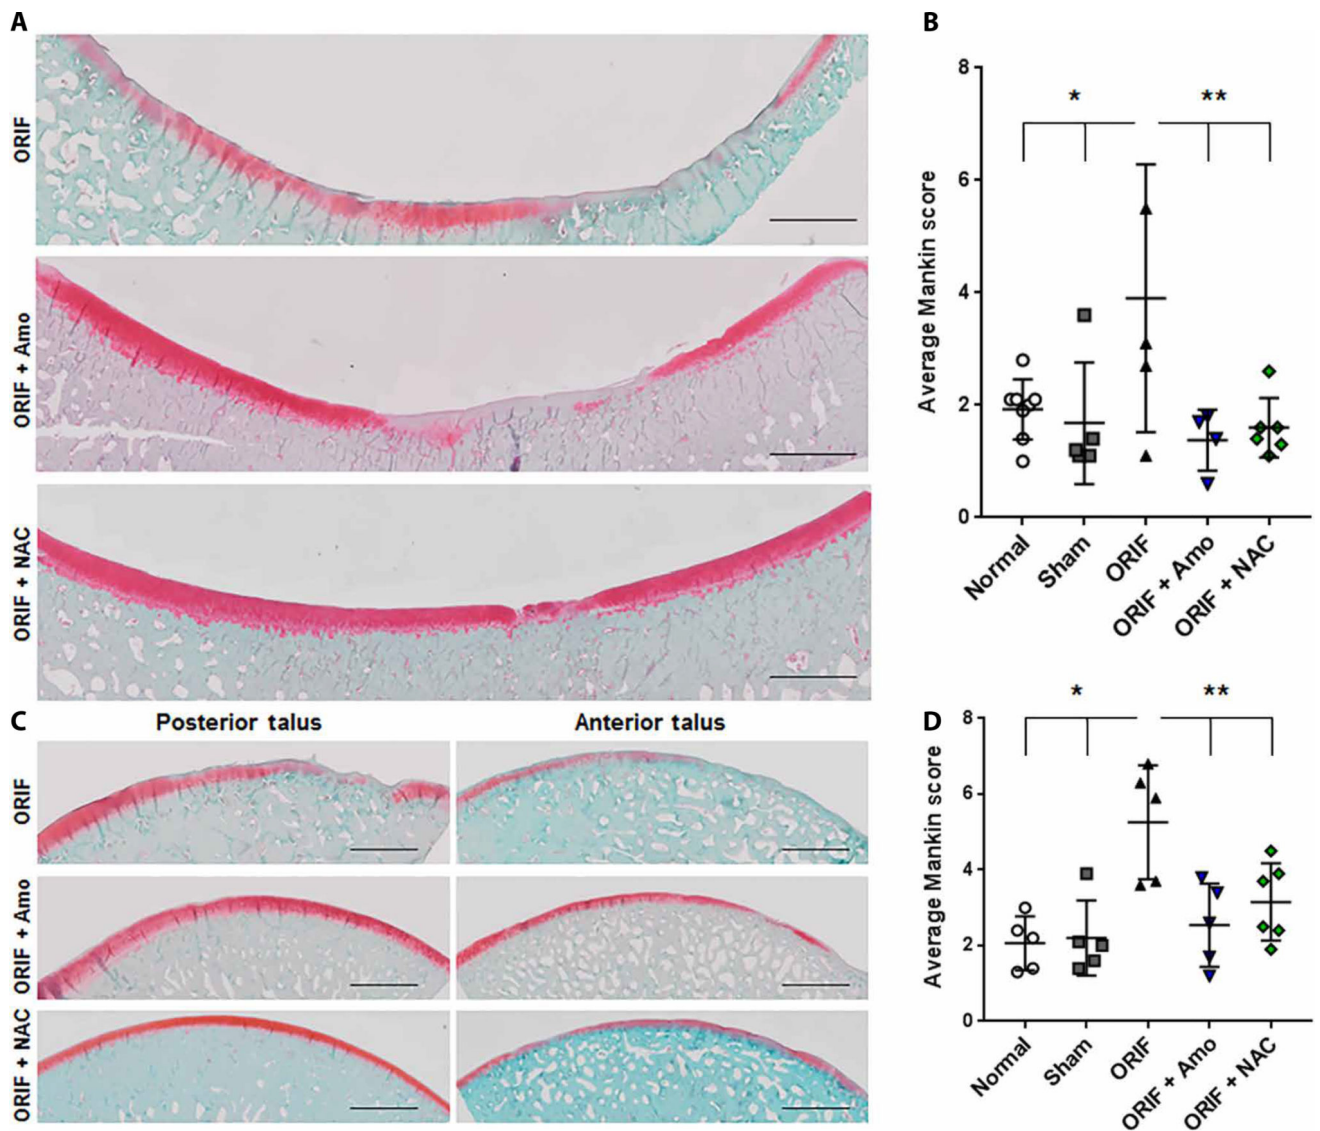 A
ORIF
ORIF + Amo
ORIF + NAC
B
Average Mankin score
8
6
4
2
0
*
**
Normal
Sham
ORIF
ORIF + Amo
ORIF + NAC
C
Posterior talus
Anterior talus
ORIF
ORIF + Amo
ORIF + NAC
D
Average Mankin score
8
6
4
2
0
*
**
Normal
Sham
ORIF
ORIF + Amo
ORIF + NAC